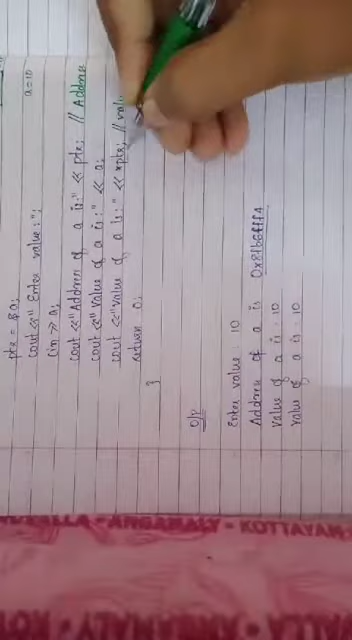 ptr = &a;
cout <<" Enter value : ";
a=10
cin >> a;
cout <<"Address of a is:" << ptr; // Address
cout <<"Value of a is:" << a;
cout <<"Value of a is:" << *ptr; // valu
return 0;
}
O/P
Enter value : 10
Address of a is
Value of a is : 10
Value of a is : 10
ANGAMALY • KOTTAYAM